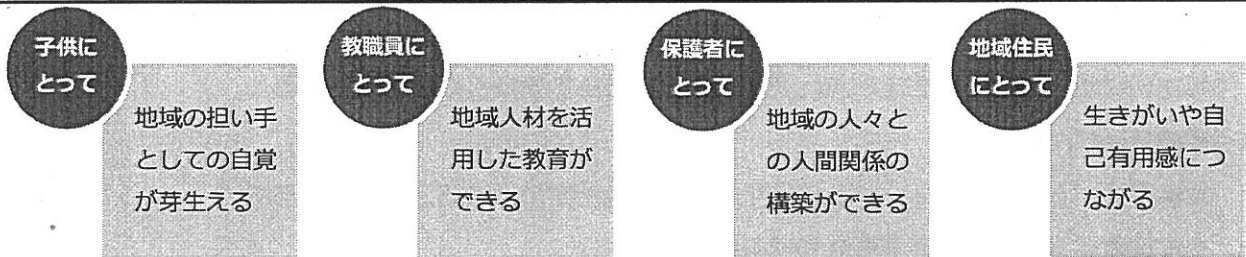 子供に
とって
地域の担い手
としての自覚
が芽生える
教職員に
とって
地域人材を活
用した教育が
できる
保護者に
とって
地域の人々と
の人間関係の
構築ができる
地域住民
にとって
生きがいや自
己有用感につ
ながる